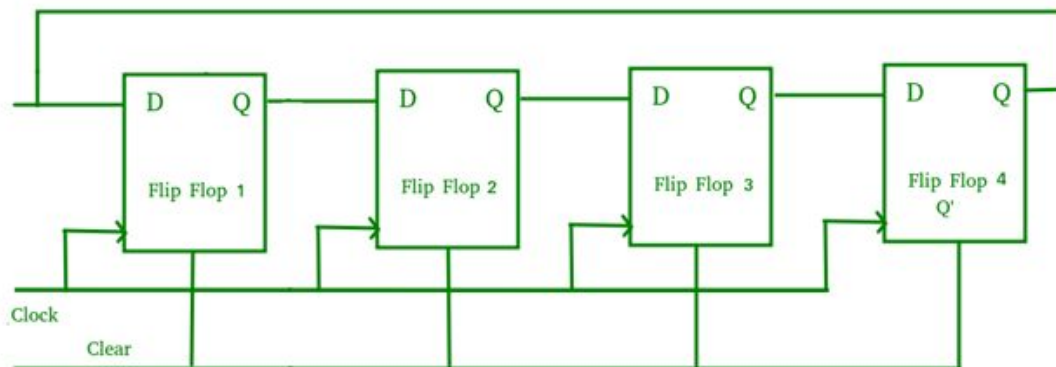 D Q
Flip Flop 1
D Q
Flip Flop 2
D Q
Flip Flop 3
D Q
Flip Flop 4
Q'
Clock
Clear